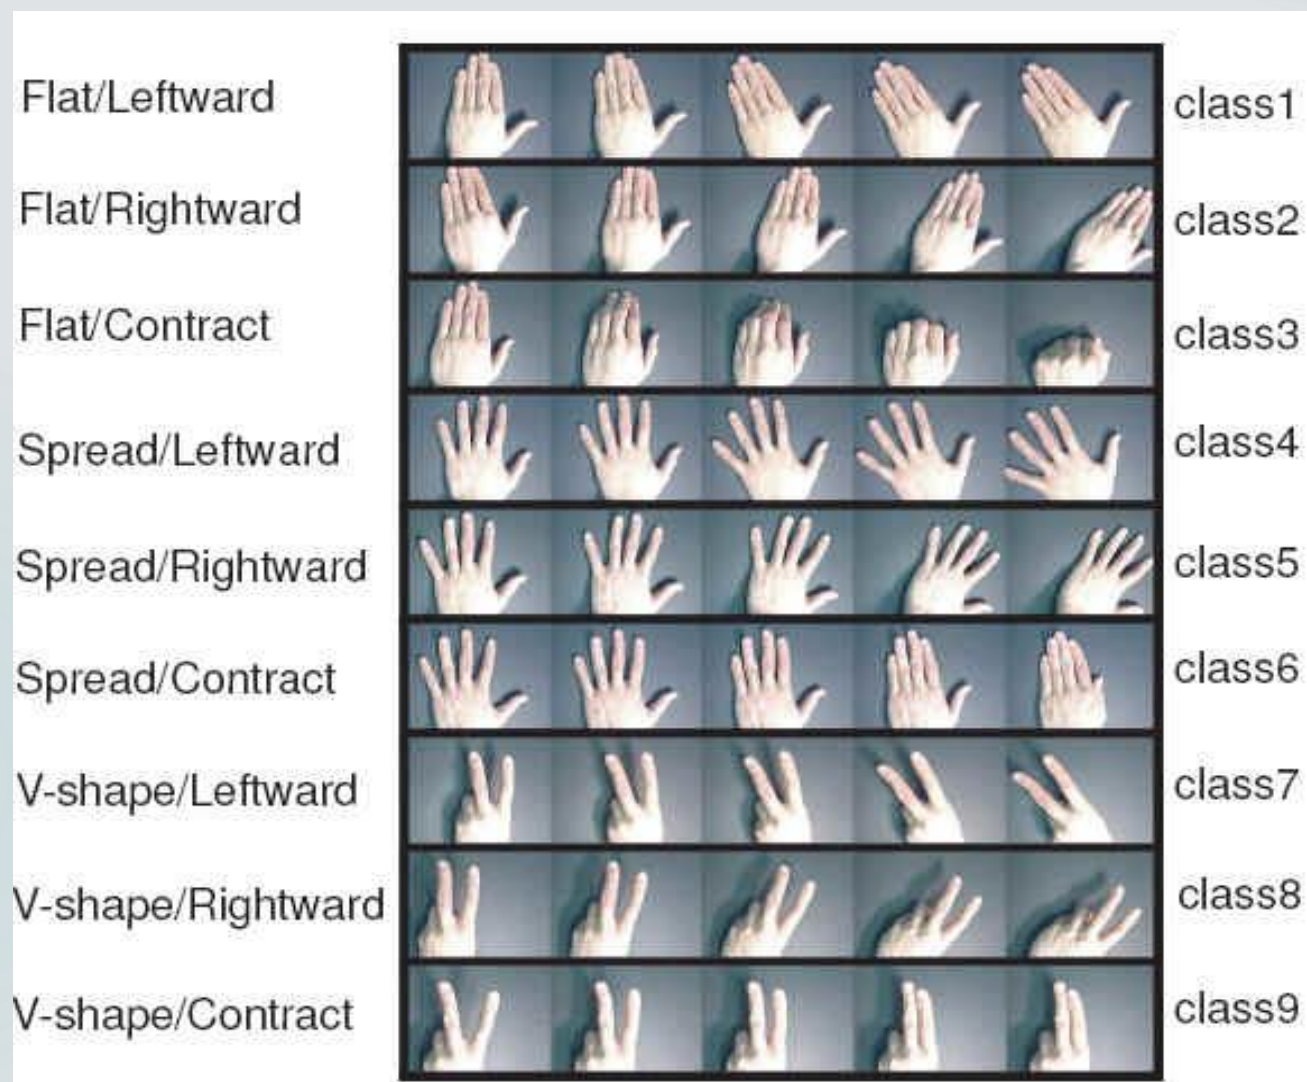 Flat/Leftward class1
Flat/Rightward class2
Flat/Contract class3
Spread/Leftward class4
Spread/Rightward class5
Spread/Contract class6
V-shape/Leftward class7
V-shape/Rightward class8
V-shape/Contract class9